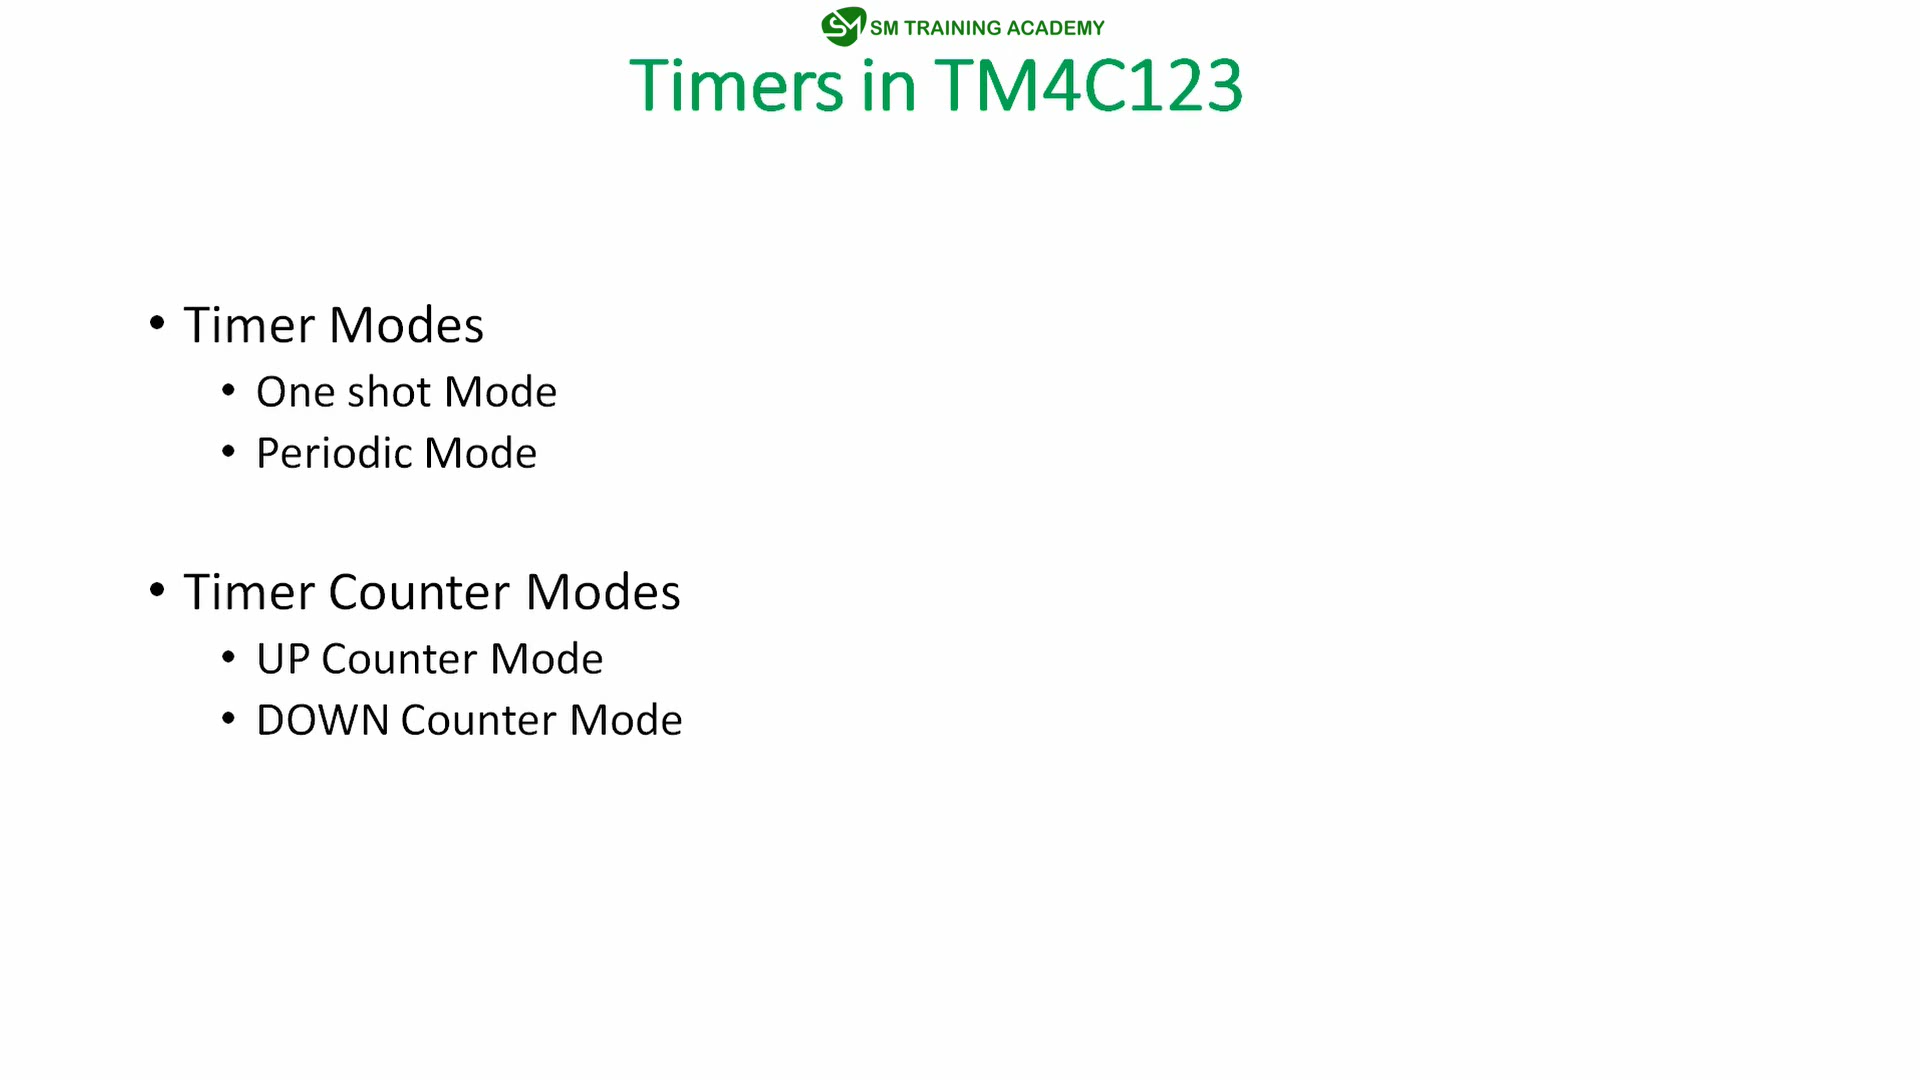 SM TRAINING ACADEMY
Timers in TM4C123
• Timer Modes
• One shot Mode
• Periodic Mode
• Timer Counter Modes
• UP Counter Mode
• DOWN Counter Mode